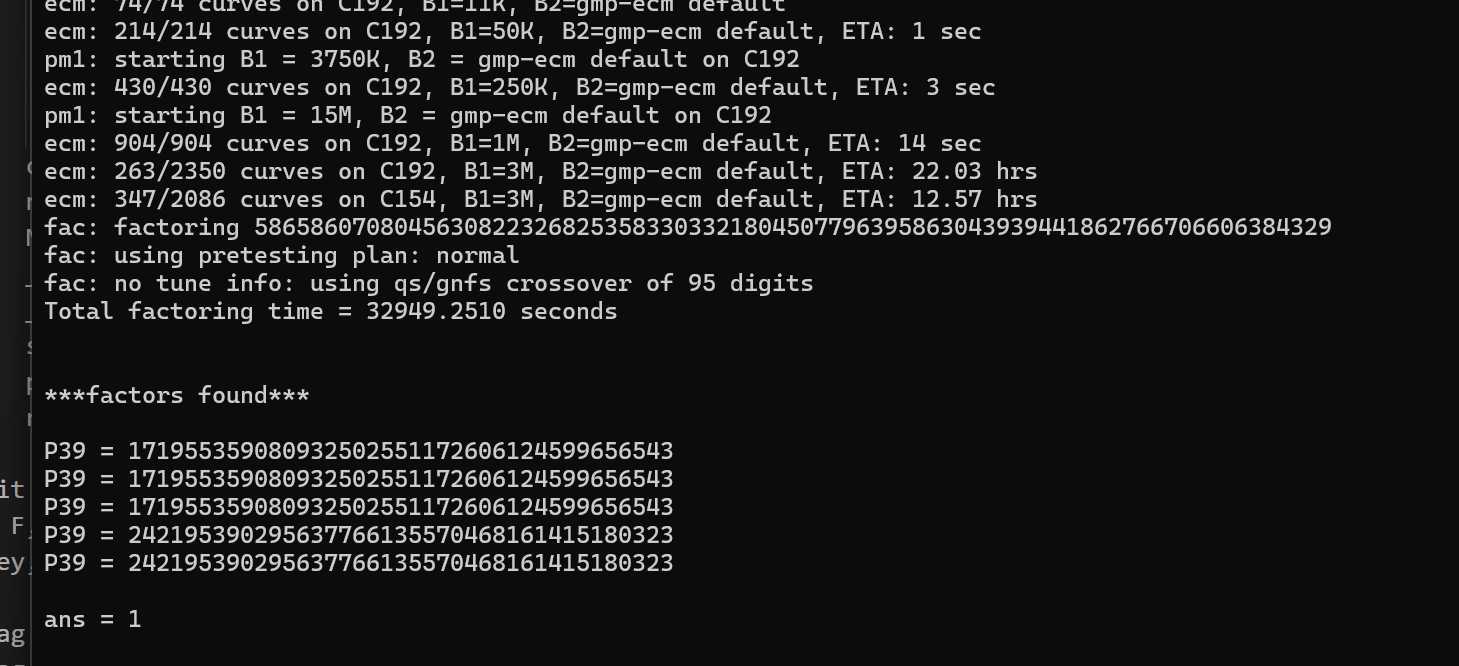 ecm: 74/74 curves on C192, B1=11K, B2=gmp-ecm default
ecm: 214/214 curves on C192, B1=50K, B2=gmp-ecm default, ETA: 1 sec
pm1: starting B1 = 3750K, B2 = gmp-ecm default on C192
ecm: 430/430 curves on C192, B1=250K, B2=gmp-ecm default, ETA: 3 sec
pm1: starting B1 = 15M, B2 = gmp-ecm default on C192
ecm: 904/904 curves on C192, B1=1M, B2=gmp-ecm default, ETA: 14 sec
ecm: 263/2350 curves on C192, B1=3M, B2=gmp-ecm default, ETA: 22.03 hrs
ecm: 347/2086 curves on C154, B1=3M, B2=gmp-ecm default, ETA: 12.57 hrs
fac: factoring 58658607080456308223268253583303321804507796395863043939441862766706606384329
fac: using pretesting plan: normal
fac: no tune info: using qs/gnfs crossover of 95 digits
Total factoring time = 32949.2510 seconds
***factors found***
P39 = 171955359080932502551172606124599656543
P39 = 171955359080932502551172606124599656543
P39 = 171955359080932502551172606124599656543
P39 = 242195390295637766135570468161415180323
P39 = 242195390295637766135570468161415180323
ans = 1
it
F,
ey,
ag